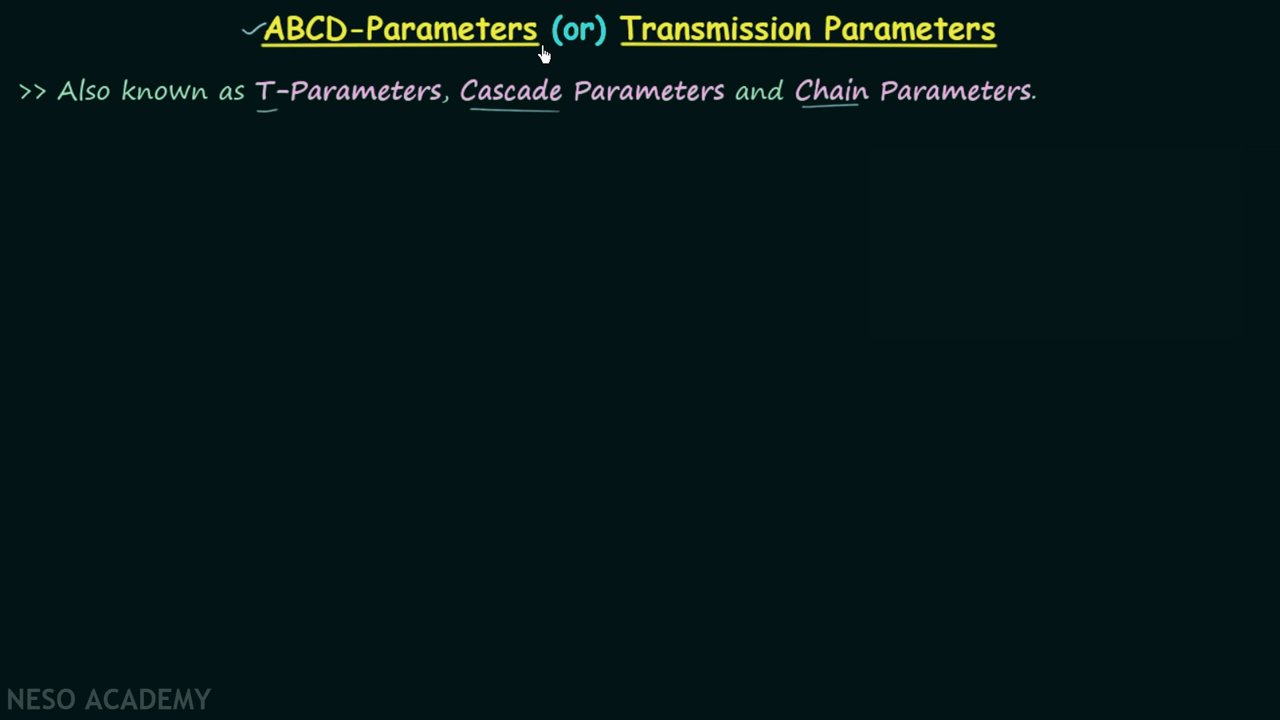 ABCD-Parameters (or) Transmission Parameters
>> Also known as T-Parameters, Cascade Parameters and Chain Parameters.
NESO ACADEMY